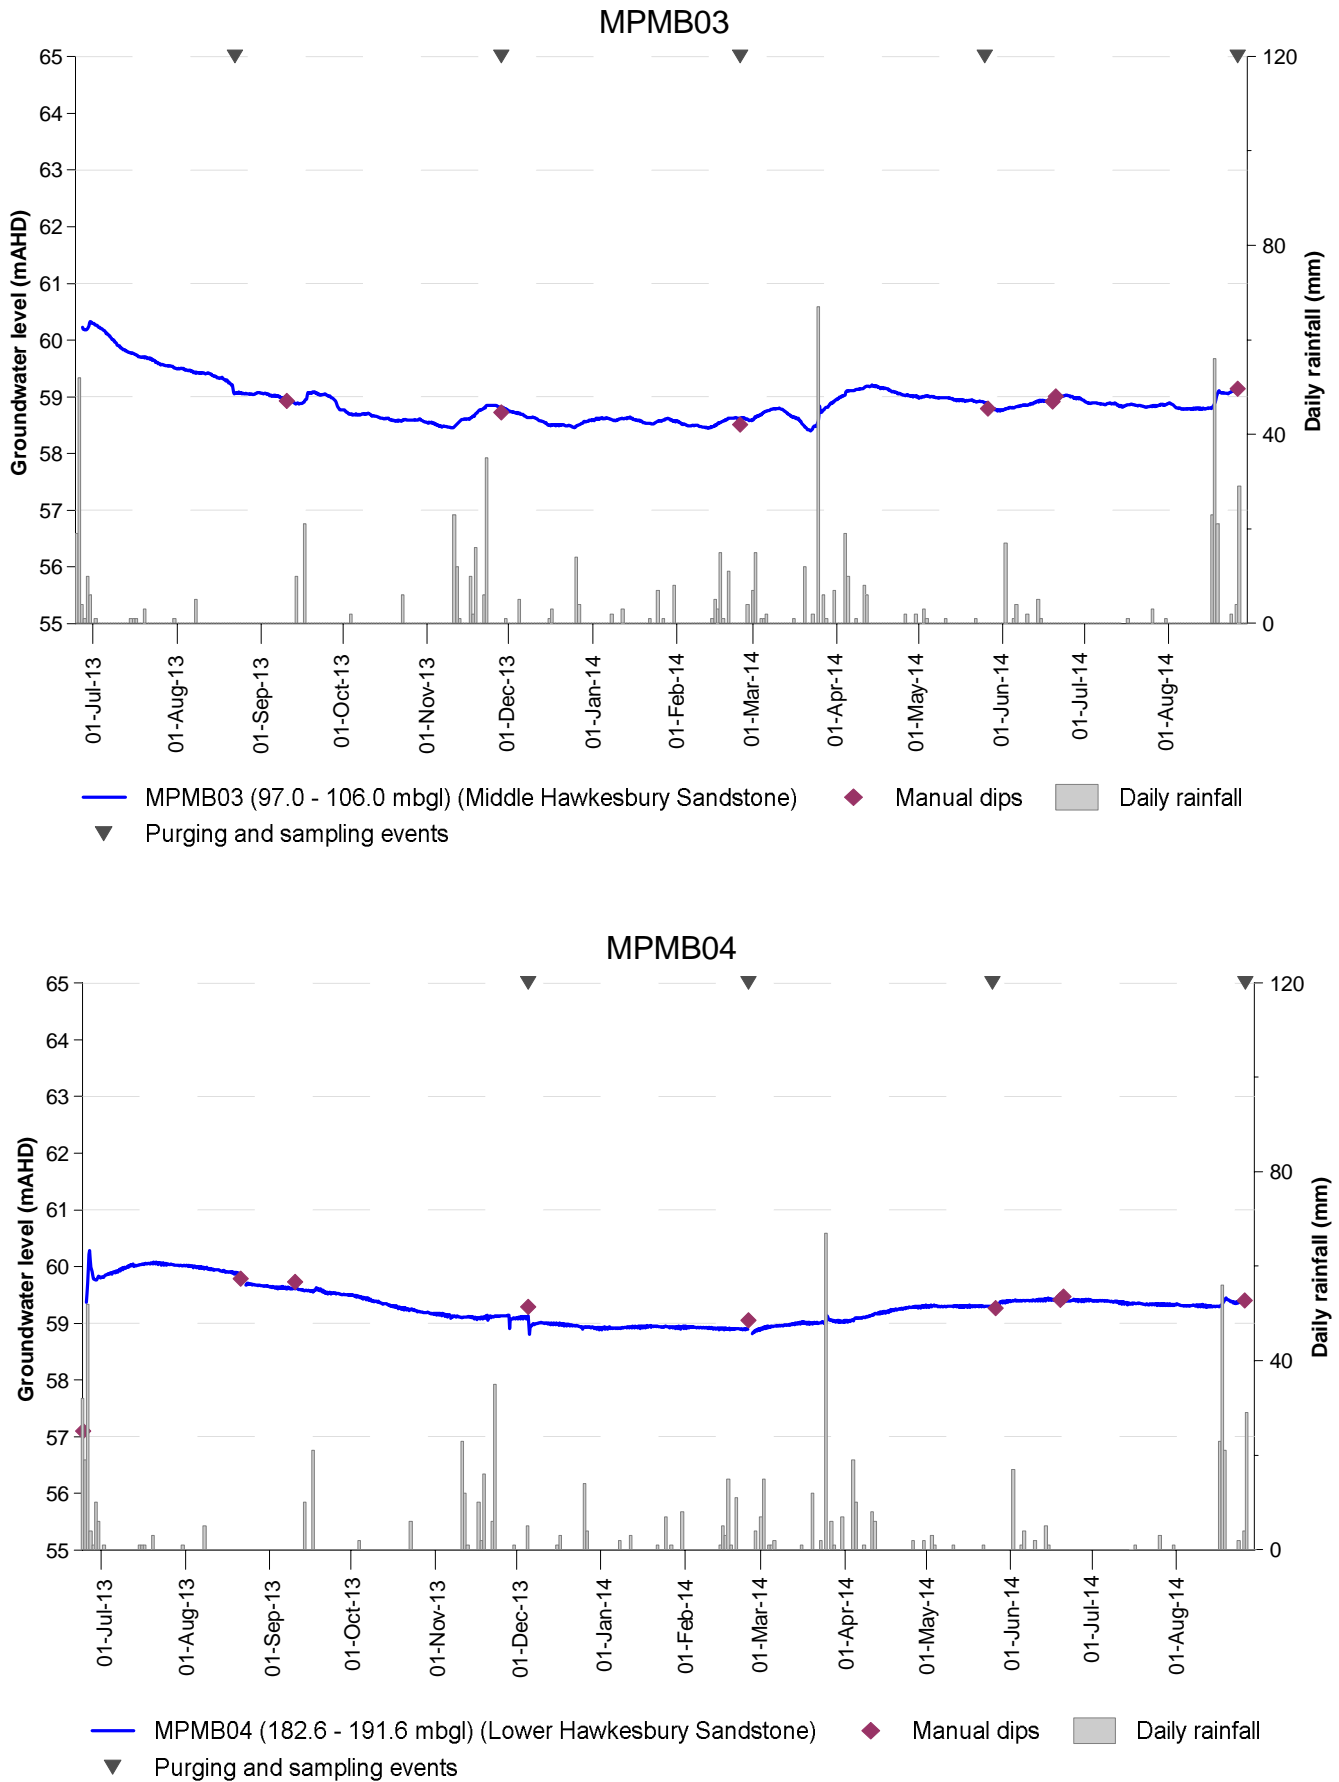 MPMB03
65
64
63
62
61
60
59
58
57
56
55
Groundwater level (mAHD)
120
80
40
0
Daily rainfall (mm)
01-Jul-13
01-Aug-13
01-Sep-13
01-Oct-13
01-Nov-13
01-Dec-13
01-Jan-14
01-Feb-14
01-Mar-14
01-Apr-14
01-May-14
01-Jun-14
01-Jul-14
01-Aug-14
MPMB03 (97.0 - 106.0 mbgl) (Middle Hawkesbury Sandstone) Manual dips Daily rainfall
Purging and sampling events
MPMB04
65
64
63
62
61
60
59
58
57
56
55
Groundwater level (mAHD)
120
80
40
0
Daily rainfall (mm)
01-Jul-13
01-Aug-13
01-Sep-13
01-Oct-13
01-Nov-13
01-Dec-13
01-Jan-14
01-Feb-14
01-Mar-14
01-Apr-14
01-May-14
01-Jun-14
01-Jul-14
01-Aug-14
MPMB04 (182.6 - 191.6 mbgl) (Lower Hawkesbury Sandstone) Manual dips Daily rainfall
Purging and sampling events